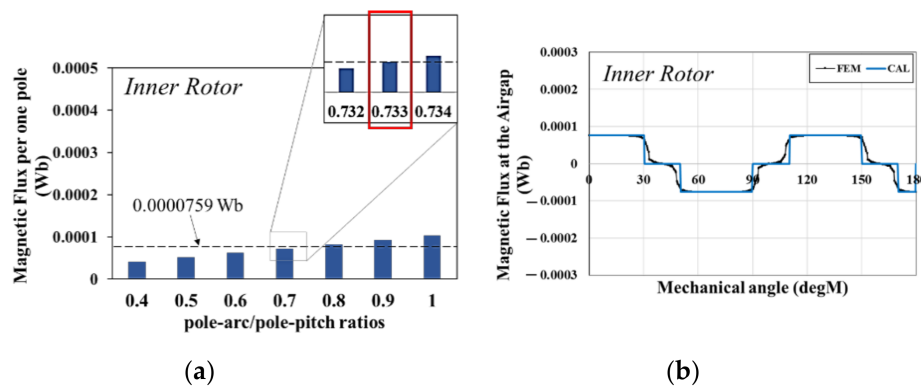 Magnetic Flux per one pole
(Wb)
0.0005
0.0004
0.0003
0.0002
0.0001
0
Inner Rotor
0.0000759 Wb
0.732 0.733 0.734
0.4 0.5 0.6 0.7 0.8 0.9 1
pole-arc/pole-pitch ratios
(a)
Magnetic Flux at the Airgap
(Wb)
0.0003
0.0002
0.0001
0
−0.0001
−0.0002
−0.0003
Inner Rotor
FEM CAL
0 30 60 90 120 150 180
Mechanical angle (degM)
(b)